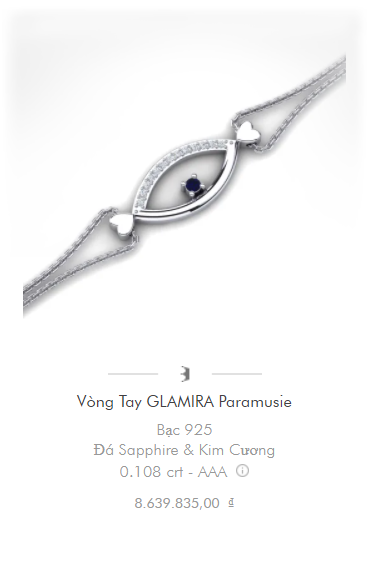 Vòng Tay GLAMIRA Paramusie
Bạc 925
Đá Sapphire & Kim Cương
0.108 crt - AAA
8.639.835,00 ₫